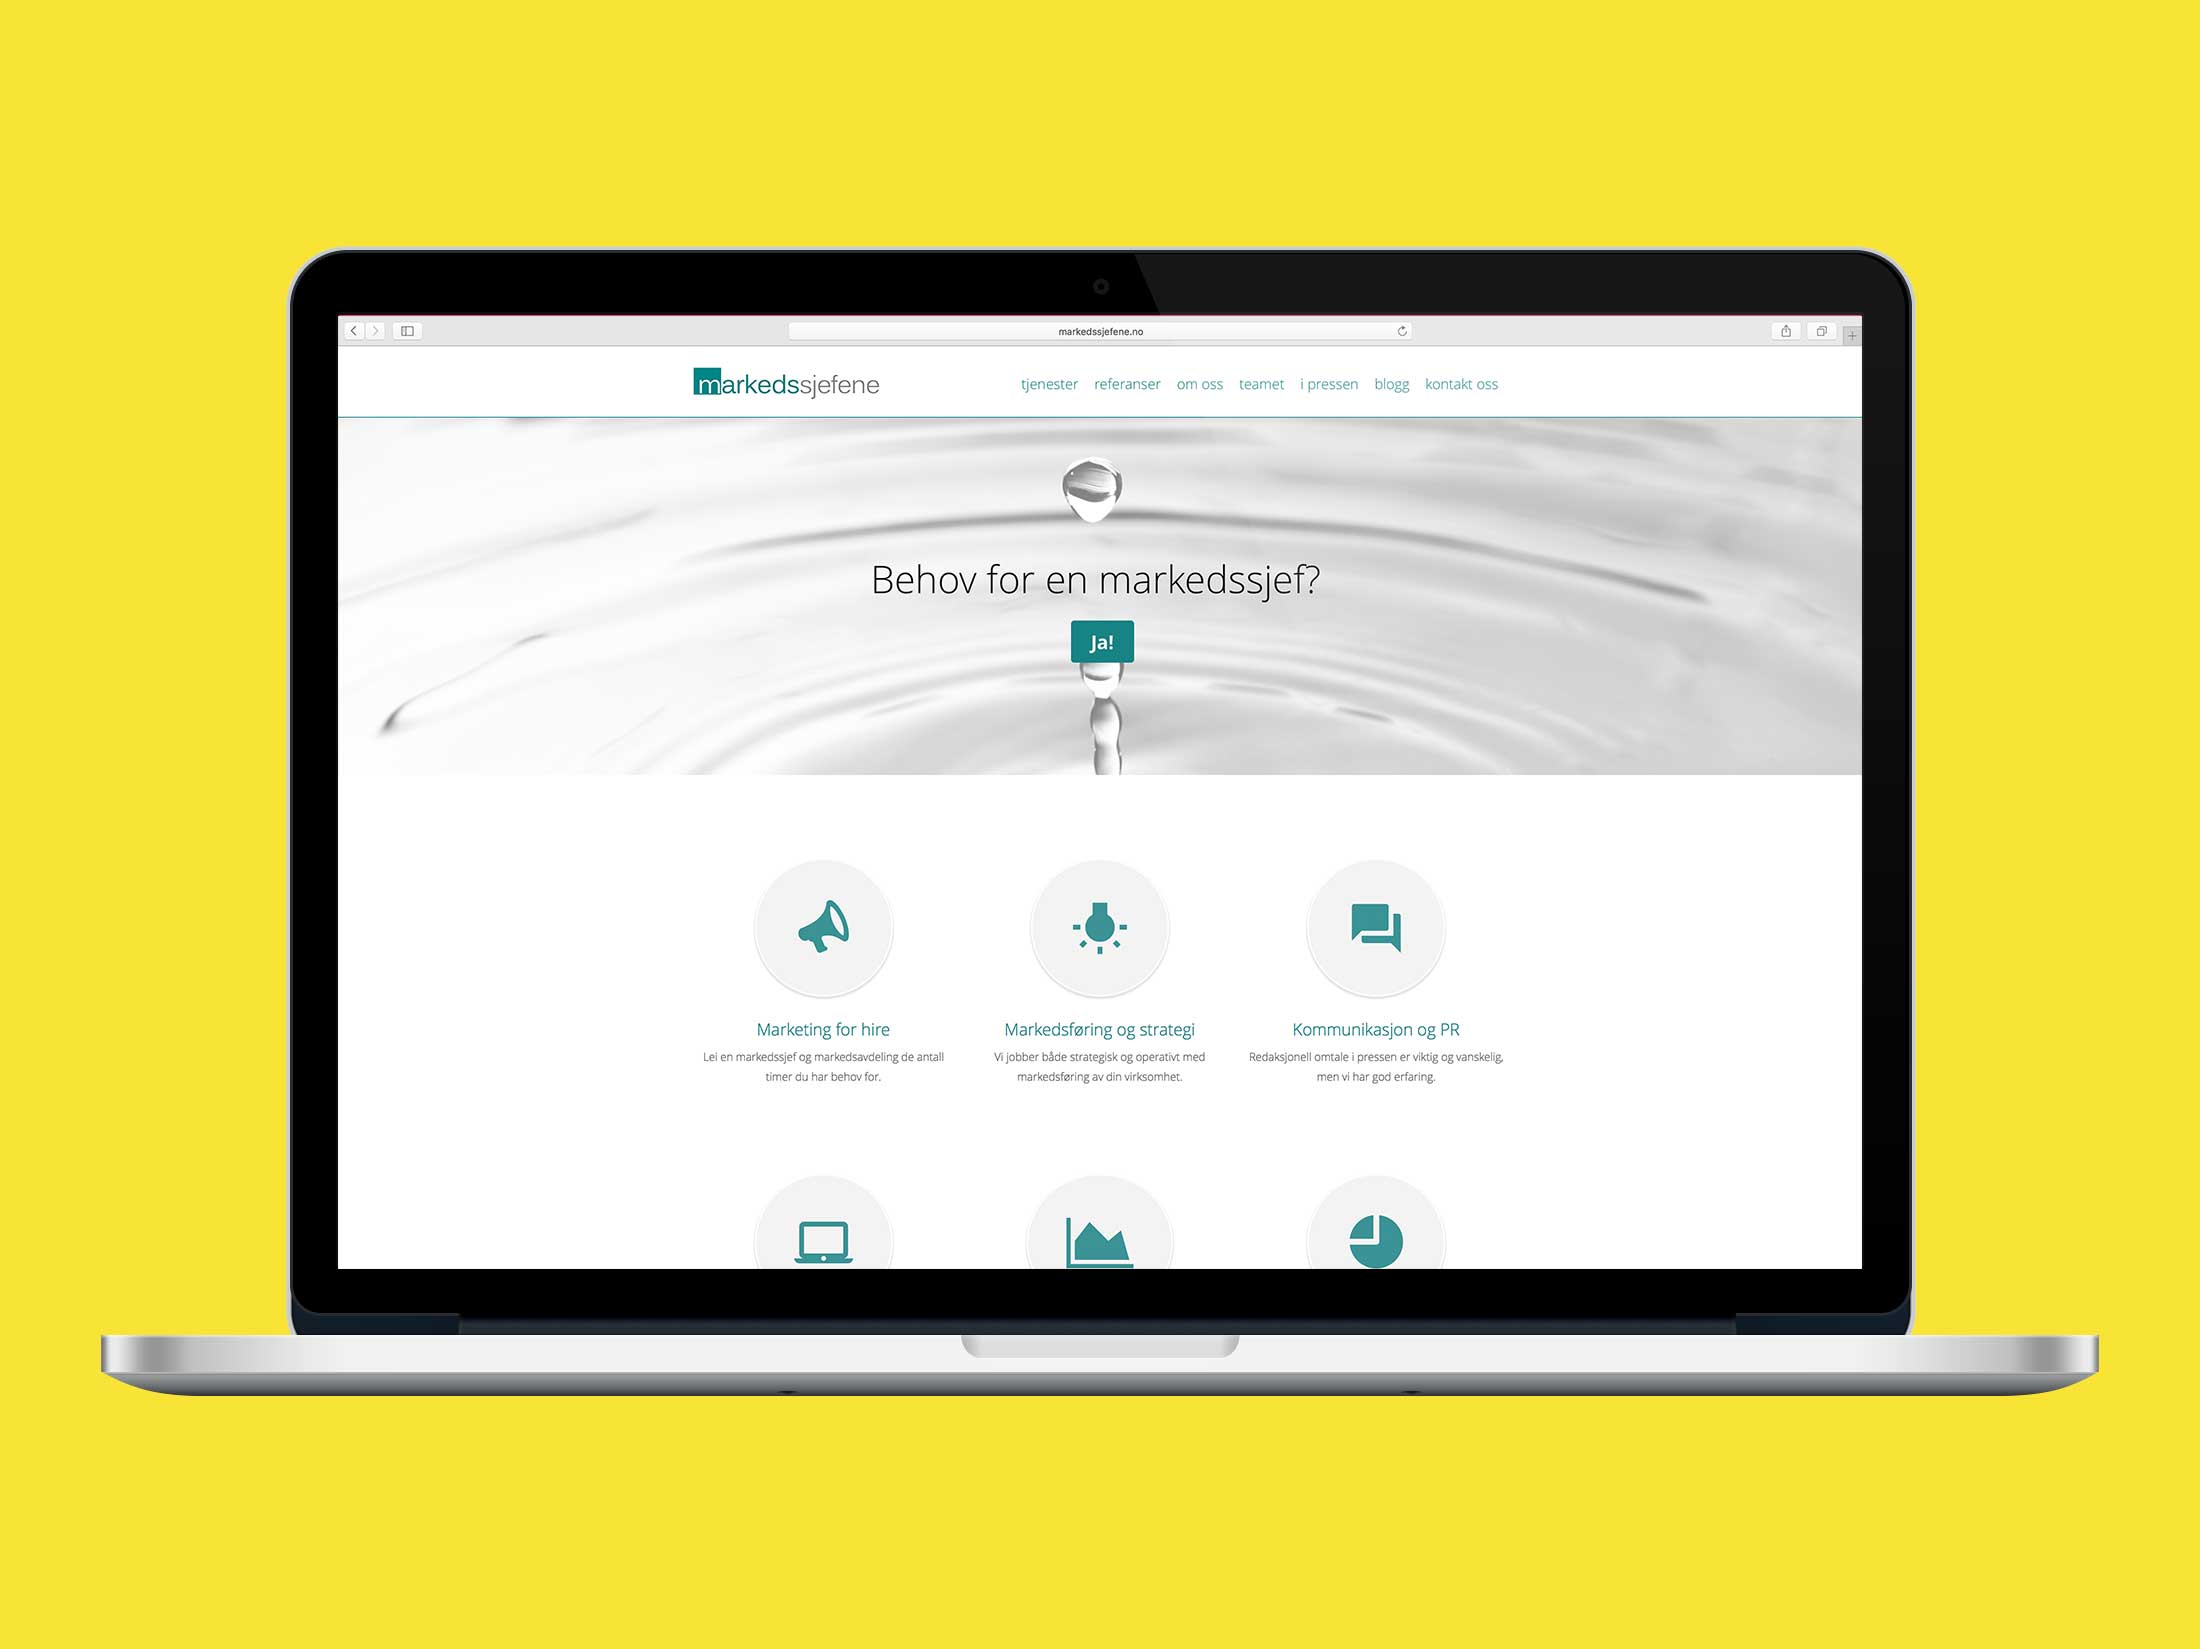 markedssjefene.no
markedssjefene
tjenester referanser om oss teamet i pressen blogg kontakt oss
Behov for en markedssjef?
Ja!
Marketing for hire
Lei en markedssjef og markedsavdeling de antall
timer du har behov for.
Markedsføring og strategi
Vi jobber både strategisk og operativt med
markedsføring av din virksomhet.
Kommunikasjon og PR
Redaksjonell omtale i pressen er viktig og vanskelig,
men vi har god erfaring.